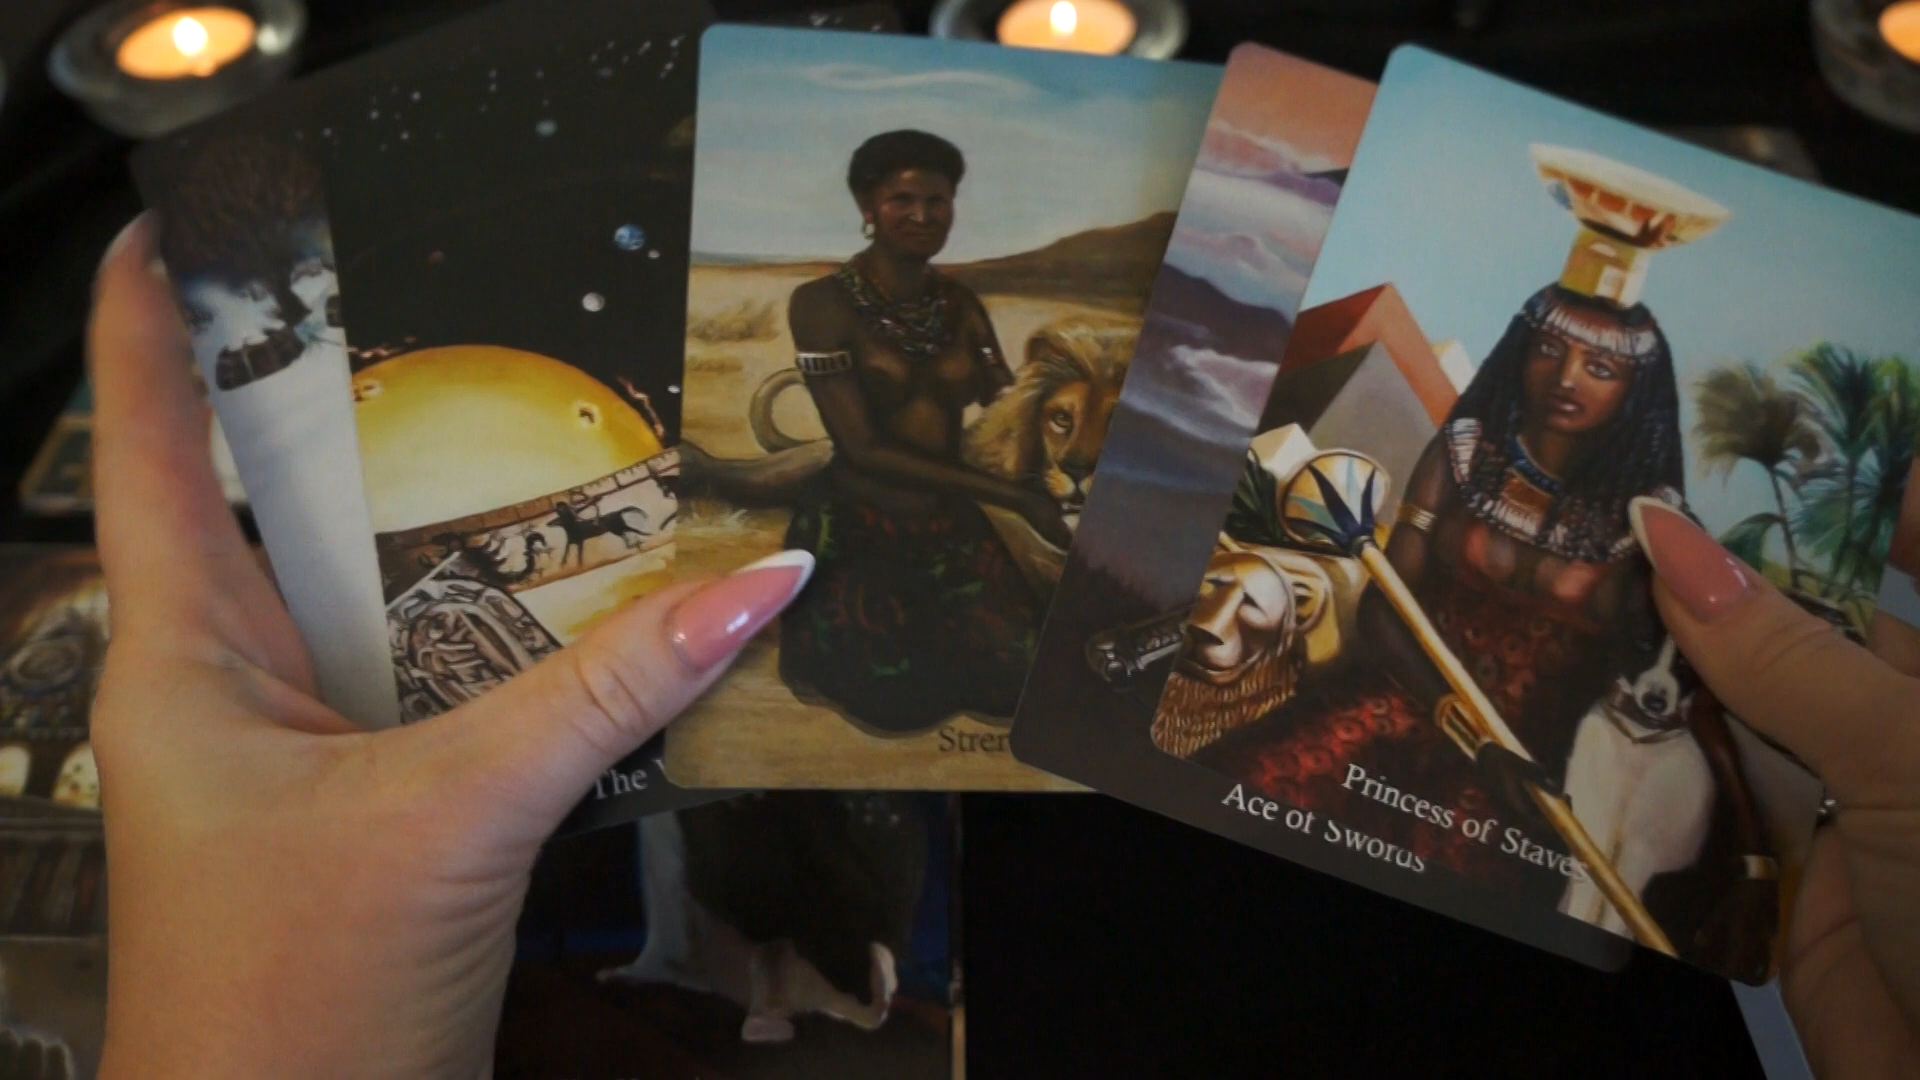 The
Stren
Princess of Staves
Ace of Swords